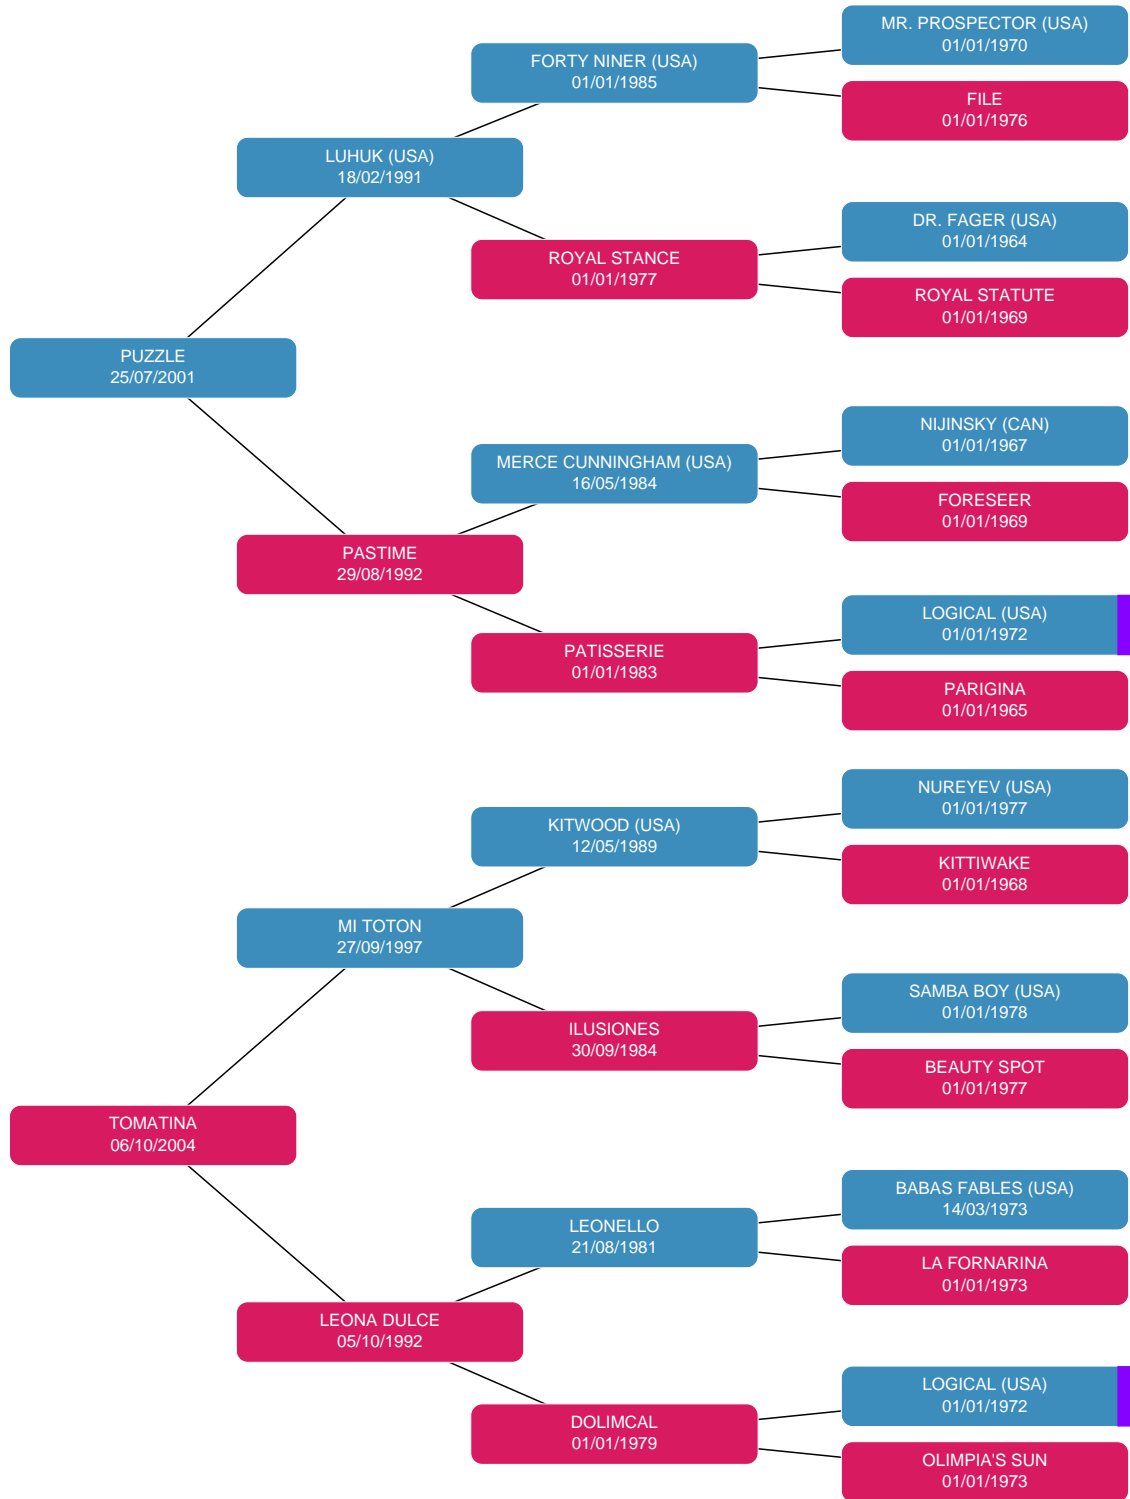 MR. PROSPECTOR (USA)
01/01/1970
FORTY NINER (USA)
01/01/1985
FILE
01/01/1976
LUHUK (USA)
18/02/1991
DR. FAGER (USA)
01/01/1964
ROYAL STANCE
01/01/1977
ROYAL STATUTE
01/01/1969
PUZZLE
25/07/2001
NIJINSKY (CAN)
01/01/1967
MERCE CUNNINGHAM (USA)
16/05/1984
FORESEER
01/01/1969
PASTIME
29/08/1992
LOGICAL (USA)
01/01/1972
PATISSERIE
01/01/1983
PARIGINA
01/01/1965
NUREYEV (USA)
01/01/1977
KITWOOD (USA)
12/05/1989
KITTIWAKE
01/01/1968
MI TOTON
27/09/1997
SAMBA BOY (USA)
01/01/1978
ILUSIONES
30/09/1984
BEAUTY SPOT
01/01/1977
TOMATINA
06/10/2004
BABAS FABLES (USA)
14/03/1973
LEONELLO
21/08/1981
LA FORNARINA
01/01/1973
LEONA DULCE
05/10/1992
LOGICAL (USA)
01/01/1972
DOLIMCAL
01/01/1979
OLIMPIA'S SUN
01/01/1973